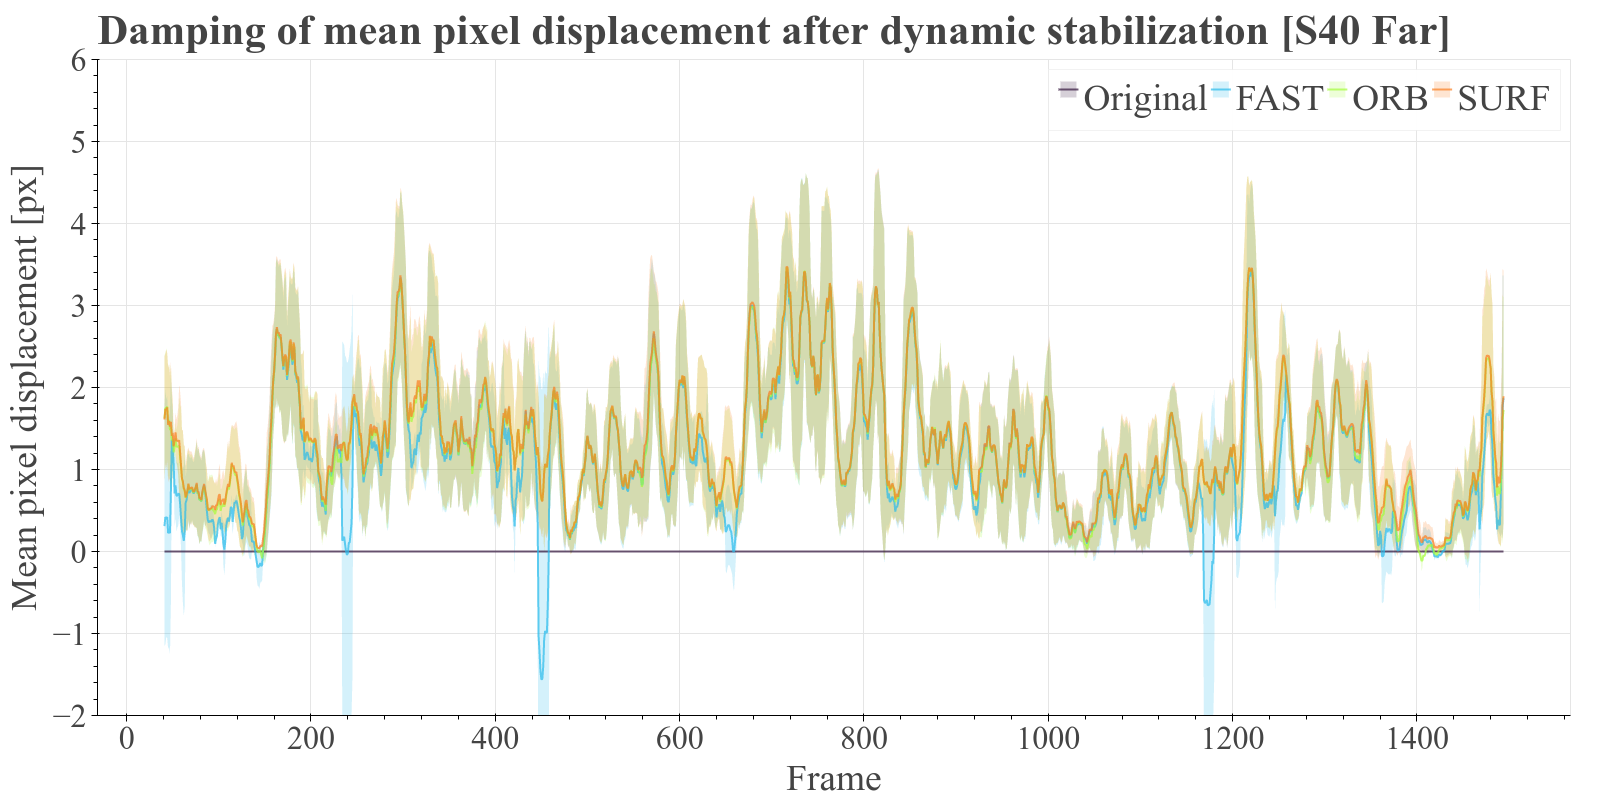 Damping of mean pixel displacement after dynamic stabilization [S40 Far]
Original FAST ORB SURF
Mean pixel displacement [px]
6
5
4
3
2
1
0
−1
−2
0 200 400 600 800 1000 1200 1400
Frame